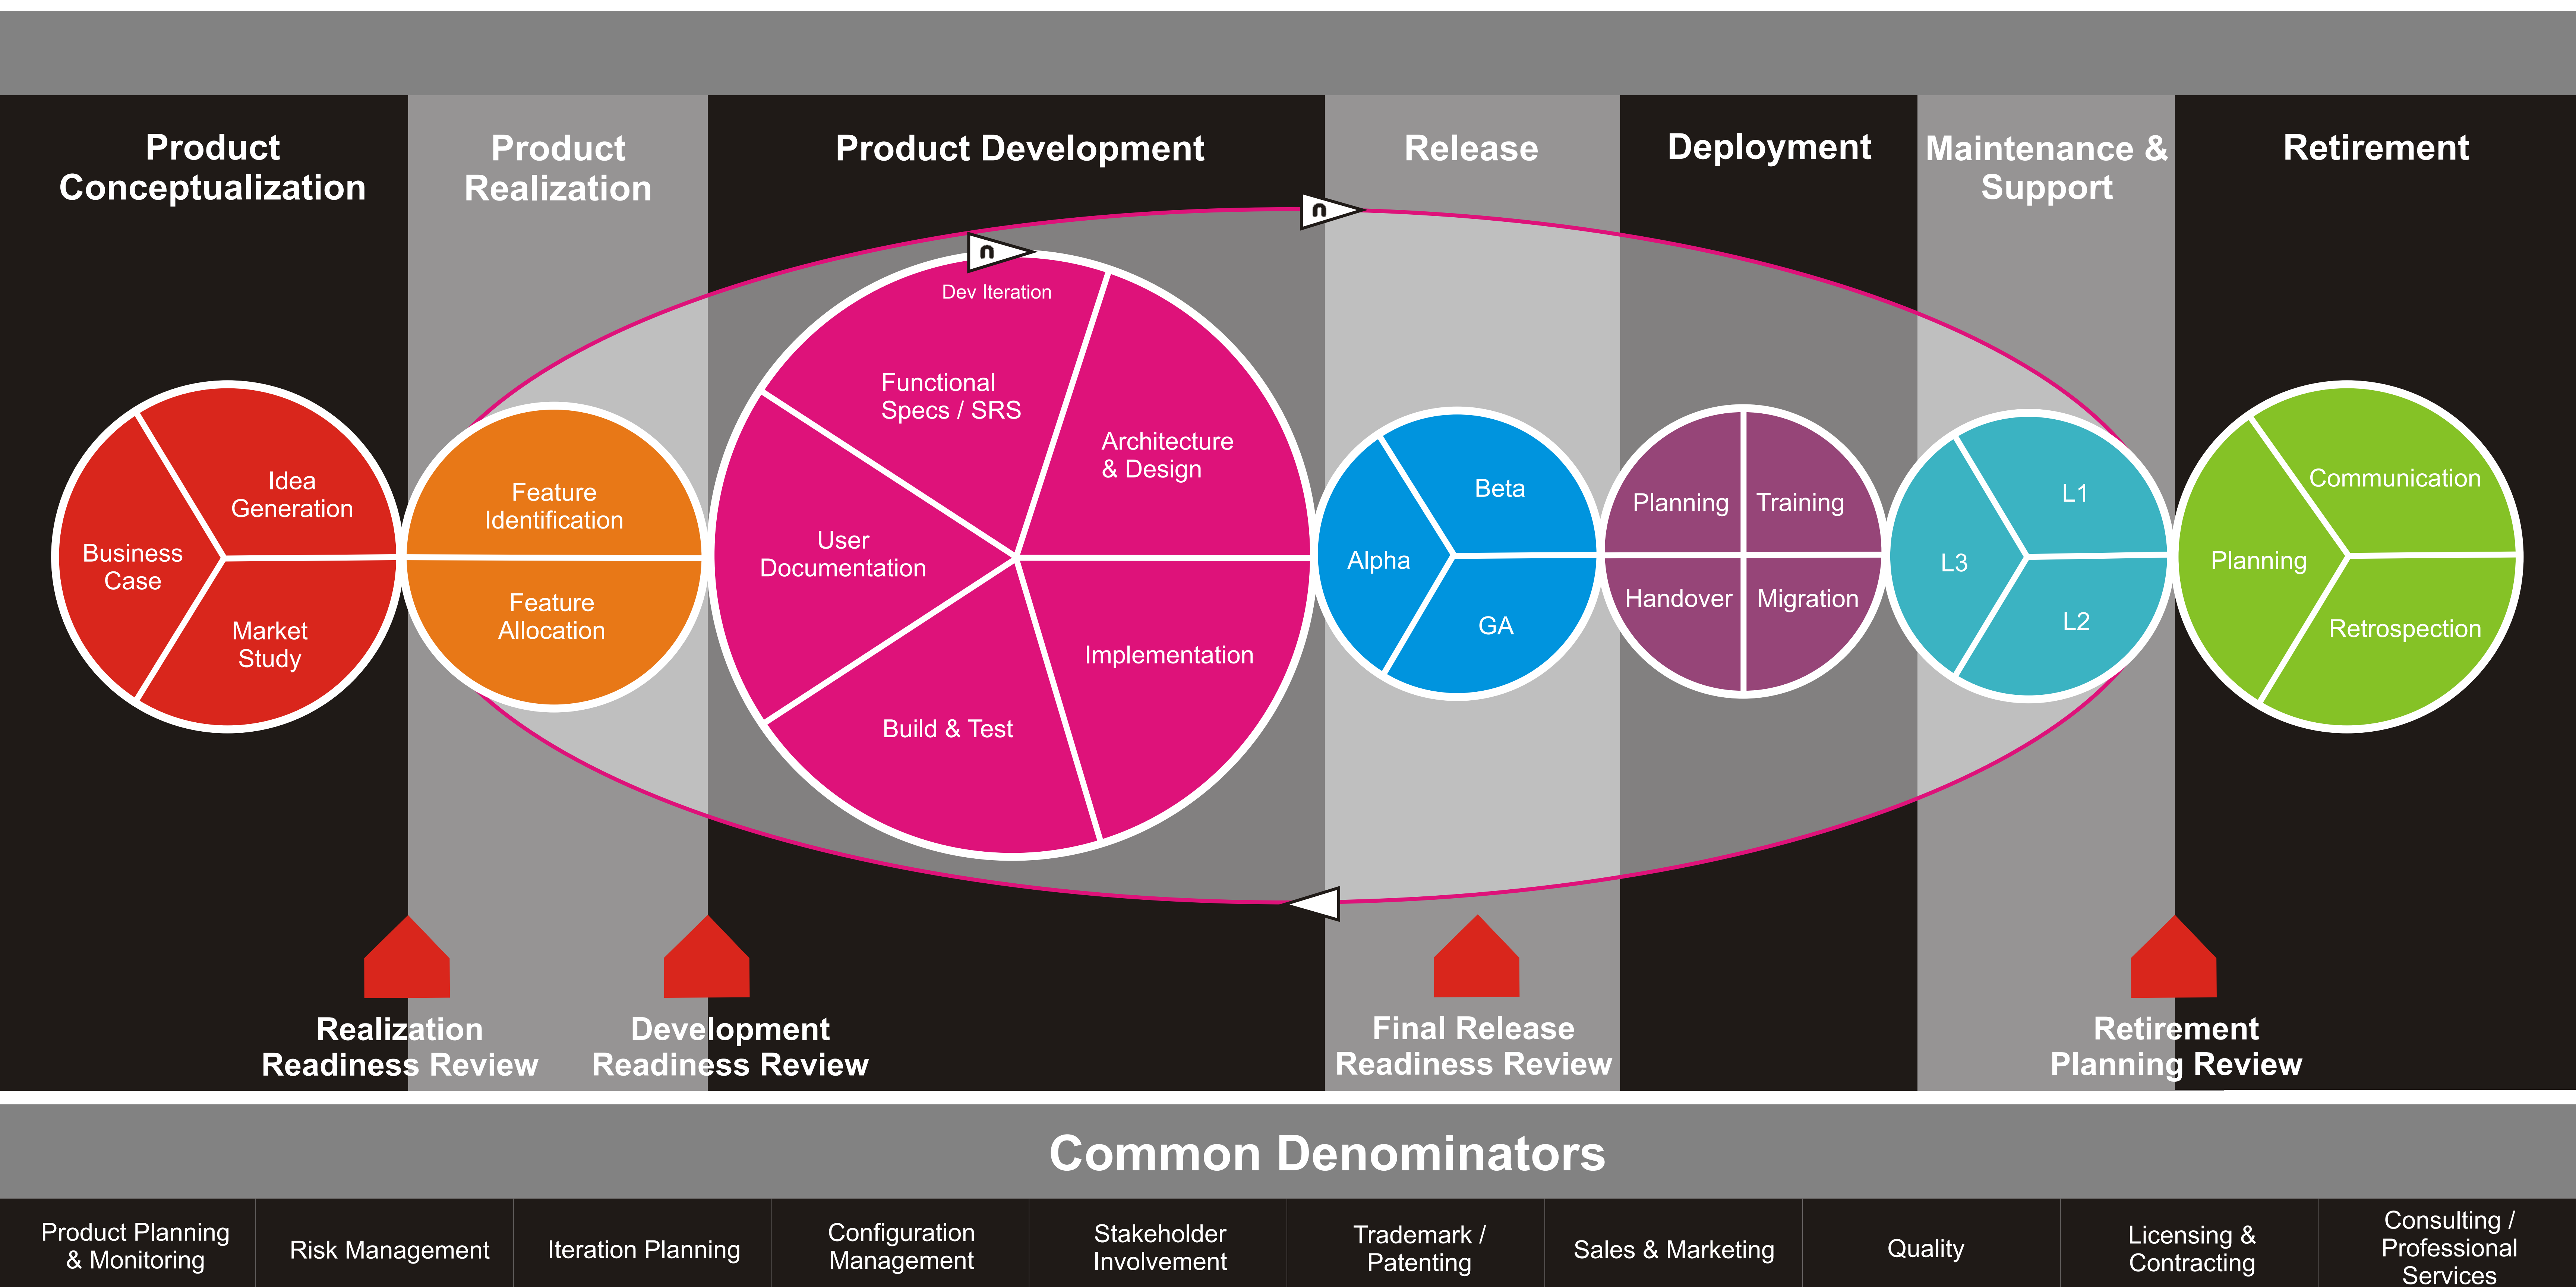 Product
Conceptualization
Product
Realization
Product Development
Release
Deployment
Maintenance &
Support
Retirement
n
n
Dev Iteration
Idea
Generation
Business
Case
Market
Study
Feature
Identification
Feature
Allocation
Functional
Specs / SRS
Architecture
& Design
User
Documentation
Implementation
Build & Test
Beta
Alpha
GA
Planning
Training
Handover
Migration
L1
L3
L2
Communication
Planning
Retrospection
Realization
Readiness Review
Development
Readiness Review
Final Release
Readiness Review
Retirement
Planning Review
Common Denominators
Product Planning
& Monitoring
Risk Management
Iteration Planning
Configuration
Management
Stakeholder
Involvement
Trademark /
Patenting
Sales & Marketing
Quality
Licensing &
Contracting
Consulting /
Professional
Services